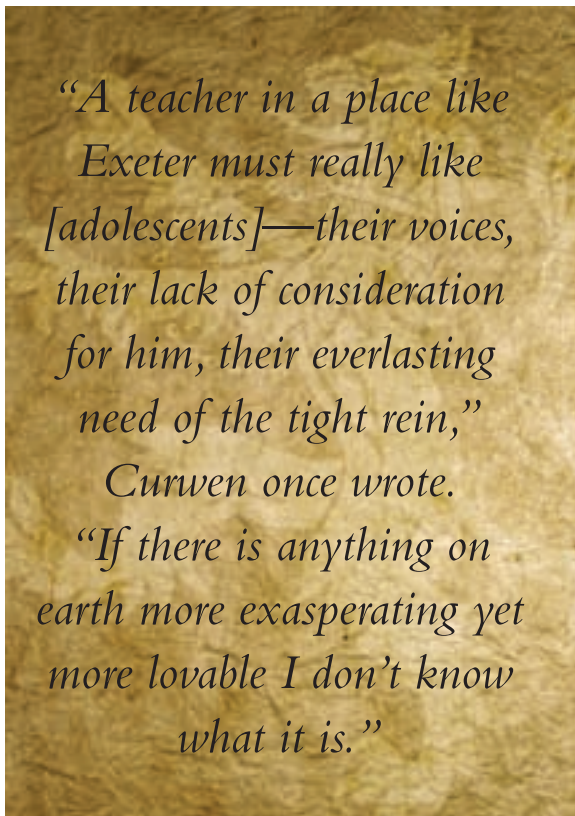 “A teacher in a place like
Exeter must really like
[adolescents]—their voices,
their lack of consideration
for him, their everlasting
need of the tight rein,”
Curwen once wrote.
“If there is anything on
earth more exasperating yet
more lovable I don’t know
what it is.”